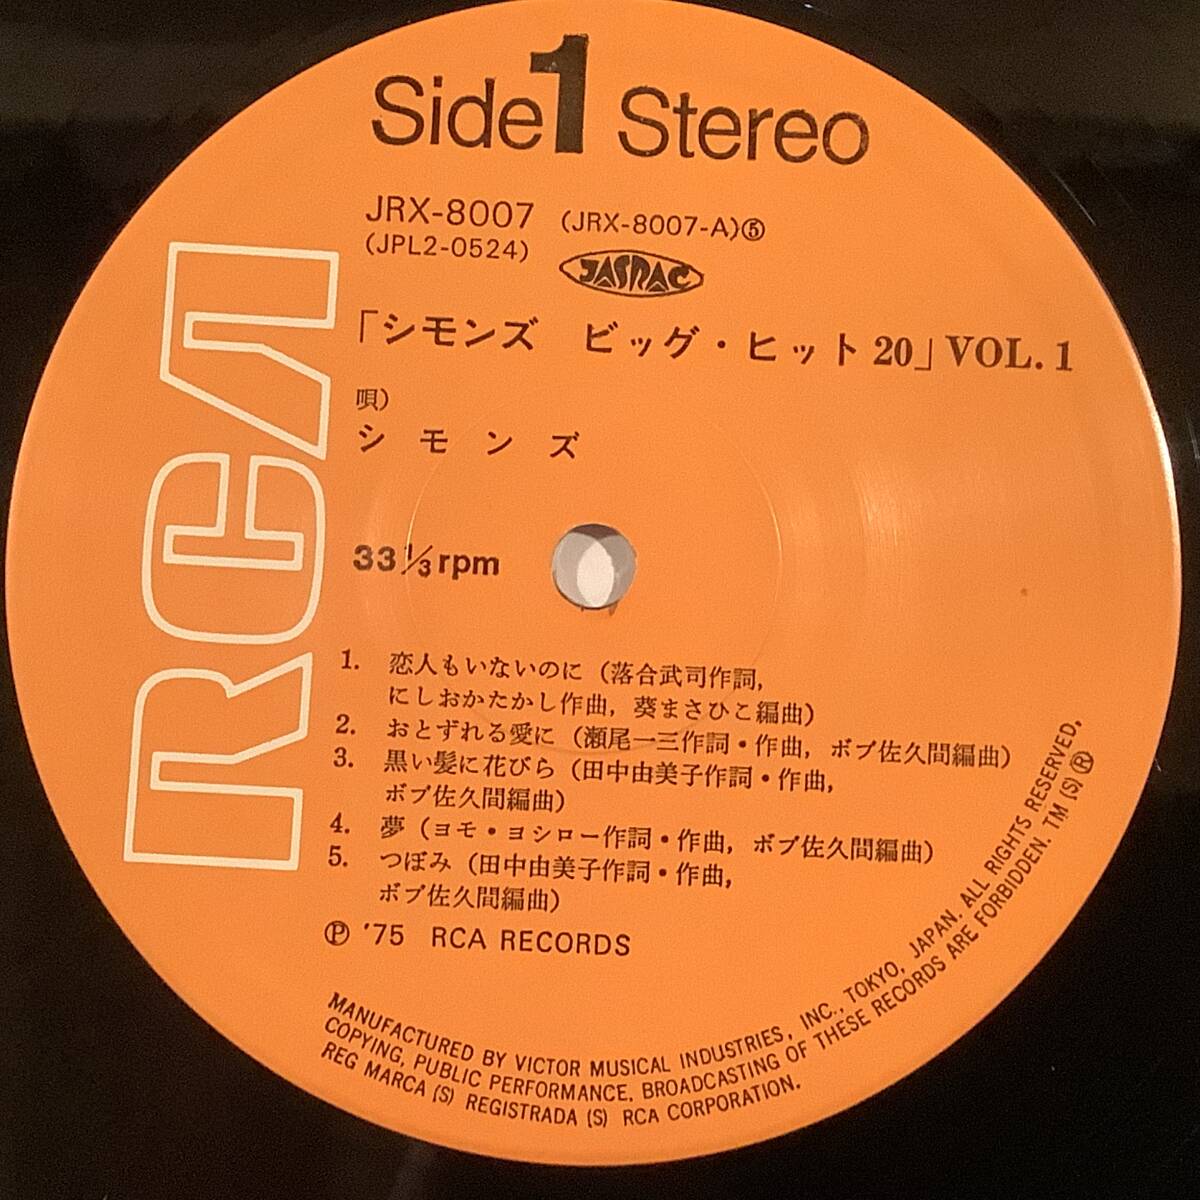 Side 1 Stereo
JRX-8007 (JRX-8007-A)⑤
(JPL2-0524)
JASRAC
「シモンズ ビッグ・ヒット20」VOL.1
唄)
シモンズ
RCA
33 1/3 rpm
1. 恋人もいないのに(落合武司作詞,
にしおかたかし作曲, 葵まさひこ編曲)
2. おとずれる愛に(瀬尾一三作詞・作曲, ボブ佐久間編曲)
3. 黒い髪に花びら(田中由美子作詞・作曲,
ボブ佐久間編曲)
4. 夢(ヨモ・ヨシロー作詞・作曲, ボブ佐久間編曲)
5. つぼみ(田中由美子作詞・作曲,
ボブ佐久間編曲)
Ⓟ '75 RCA RECORDS
MANUFACTURED BY VICTOR MUSICAL INDUSTRIES, INC., TOKYO, JAPAN. ALL RIGHTS RESERVED,
COPYING, PUBLIC PERFORMANCE, BROADCASTING OF THESE RECORDS ARE FORBIDDEN. TM (S) ®
REG MARCA (S) REGISTRADA (S) RCA CORPORATION.